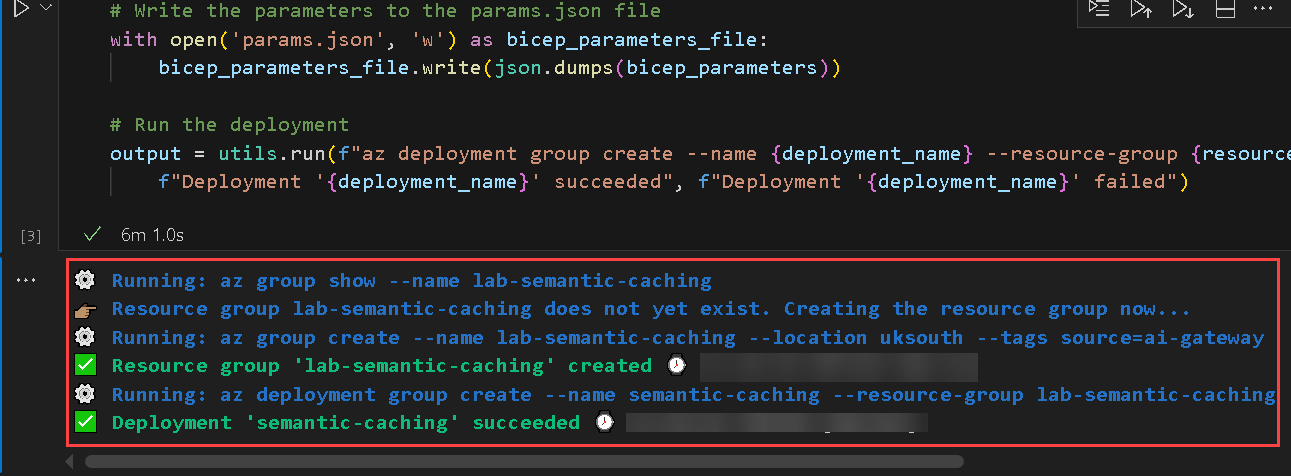 # Write the parameters to the params.json file
with open('params.json', 'w') as bicep_parameters_file:
bicep_parameters_file.write(json.dumps(bicep_parameters))
# Run the deployment
output = utils.run(f"az deployment group create --name {deployment_name} --resource-group {resource
f"Deployment '{deployment_name}' succeeded", f"Deployment '{deployment_name}' failed")
[3] 6m 1.0s
Running: az group show --name lab-semantic-caching
Resource group lab-semantic-caching does not yet exist. Creating the resource group now...
Running: az group create --name lab-semantic-caching --location uksouth --tags source=ai-gateway
Resource group 'lab-semantic-caching' created
Running: az deployment group create --name semantic-caching --resource-group lab-semantic-caching
Deployment 'semantic-caching' succeeded